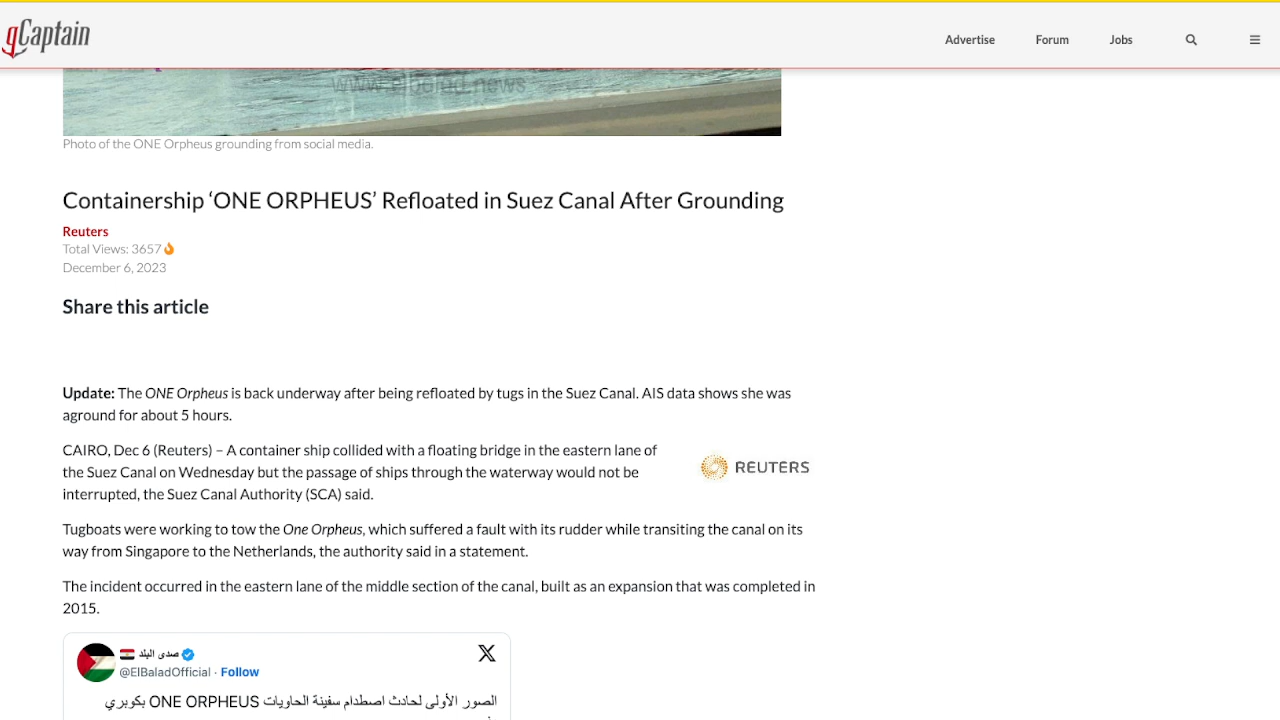 gCaptain
Advertise
Forum
Jobs
www.elbalad.news
Photo of the ONE Orpheus grounding from social media.
Containership ‘ONE ORPHEUS’ Refloated in Suez Canal After Grounding
Reuters
Total Views: 3657
December 6, 2023
Share this article
Update: The ONE Orpheus is back underway after being refloated by tugs in the Suez Canal. AIS data shows she was
aground for about 5 hours.
CAIRO, Dec 6 (Reuters) – A container ship collided with a floating bridge in the eastern lane of
the Suez Canal on Wednesday but the passage of ships through the waterway would not be
interrupted, the Suez Canal Authority (SCA) said.
REUTERS
Tugboats were working to tow the One Orpheus, which suffered a fault with its rudder while transiting the canal on its
way from Singapore to the Netherlands, the authority said in a statement.
The incident occurred in the eastern lane of the middle section of the canal, built as an expansion that was completed in
2015.
صدى البلد
@ElBaladOfficial · Follow
الصور الأولى لحادث اصطدام سفينة الحاويات ONE ORPHEUS بكوبري